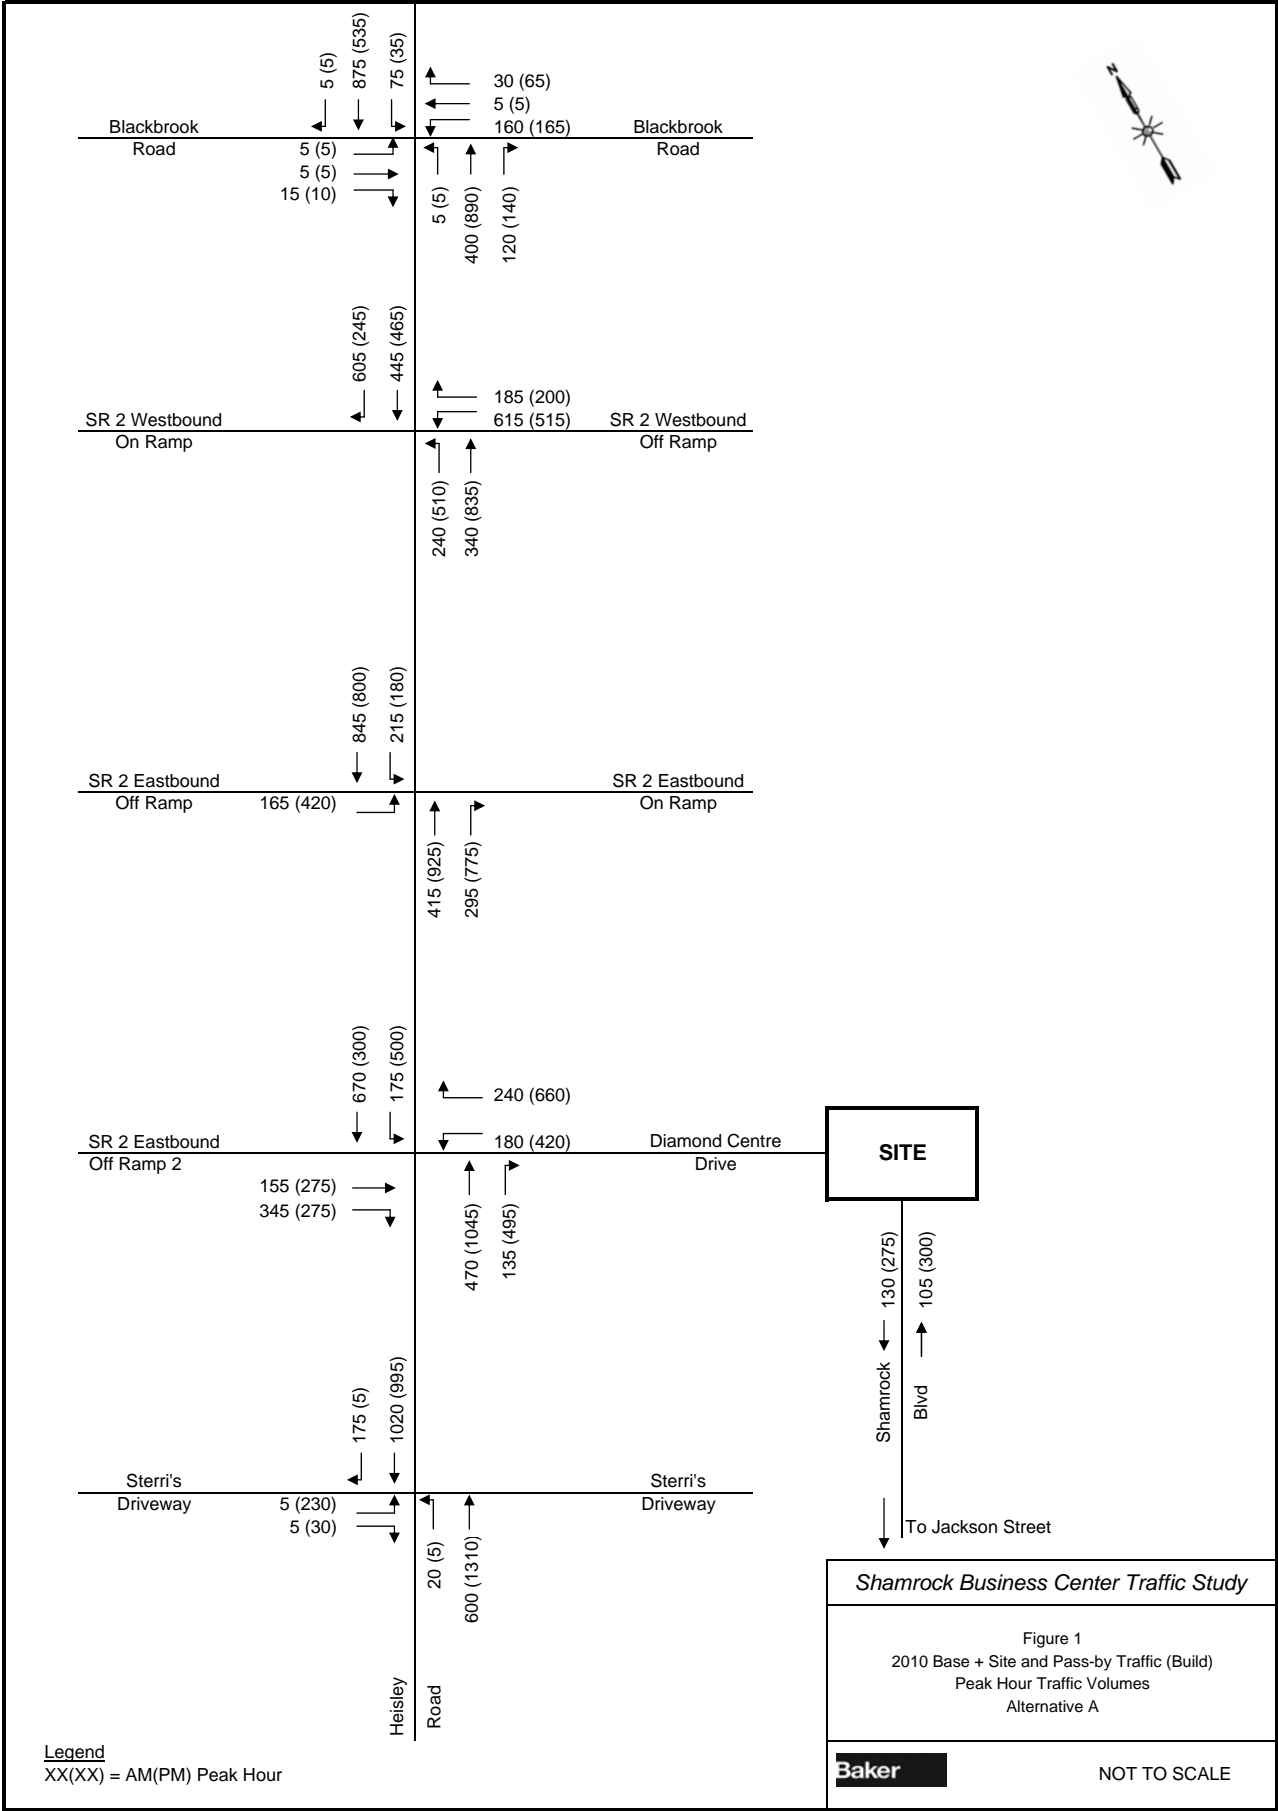 5 (5)
875 (535)
75 (35)
N
30 (65)
5 (5)
160 (165)
Blackbrook
Road
Blackbrook
Road
5 (5)
5 (5)
15 (10)
5 (5)
400 (890)
120 (140)
605 (245)
445 (465)
185 (200)
615 (515)
SR 2 Westbound
On Ramp
SR 2 Westbound
Off Ramp
240 (510)
340 (835)
845 (800)
215 (180)
SR 2 Eastbound
Off Ramp
165 (420)
SR 2 Eastbound
On Ramp
415 (925)
295 (775)
670 (300)
175 (500)
240 (660)
180 (420)
SR 2 Eastbound
Off Ramp 2
Diamond Centre
Drive
SITE
155 (275)
345 (275)
470 (1045)
135 (495)
130 (275)
105 (300)
Shamrock
Blvd
175 (5)
1020 (995)
Sterri's
Driveway
5 (230)
5 (30)
Sterri's
Driveway
20 (5)
600 (1310)
To Jackson Street
Heisley
Road
Shamrock Business Center Traffic Study
Figure 1
2010 Base + Site and Pass-by Traffic (Build)
Peak Hour Traffic Volumes
Alternative A
Legend
XX(XX) = AM(PM) Peak Hour
Baker
NOT TO SCALE